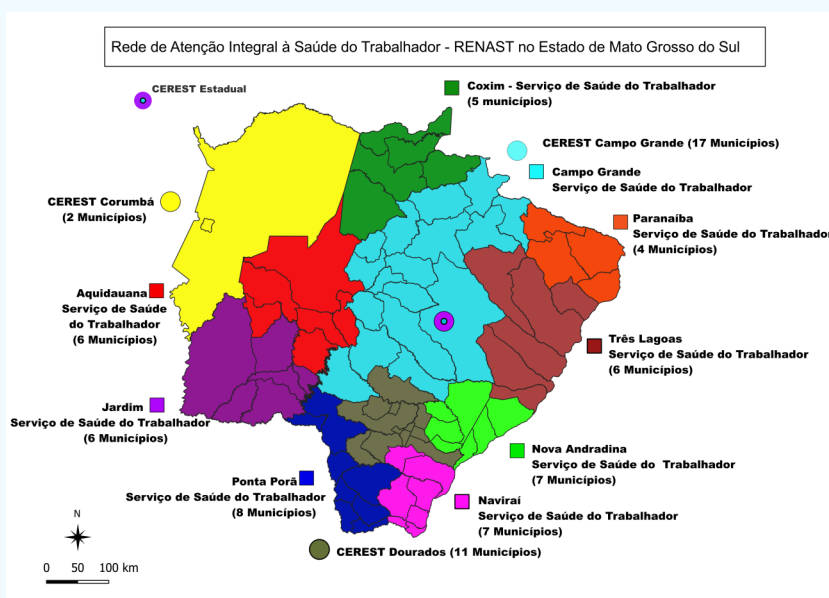 Rede de Atenção Integral à Saúde do Trabalhador - RENAST no Estado de Mato Grosso do Sul
CEREST Estadual
Coxim - Serviço de Saúde do Trabalhador
(5 municípios)
CEREST Campo Grande (17 Municípios)
Campo Grande
Serviço de Saúde do Trabalhador
CEREST Corumbá
(2 Municípios)
Paranaíba
Serviço de Saúde do Trabalhador
(4 Municípios)
Aquidauana
Serviço de Saúde
do Trabalhador
(6 Municípios)
Três Lagoas
Serviço de Saúde do Trabalhador
(6 Municípios)
Jardim
Serviço de Saúde do Trabalhador
(6 Municípios)
Nova Andradina
Serviço de Saúde do Trabalhador
(7 Municípios)
Ponta Porã
Serviço de Saúde do Trabalhador
(8 Municípios)
Naviraí
Serviço de Saúde do Trabalhador
(7 Municípios)
CEREST Dourados (11 Municípios)
N
0 50 100 km